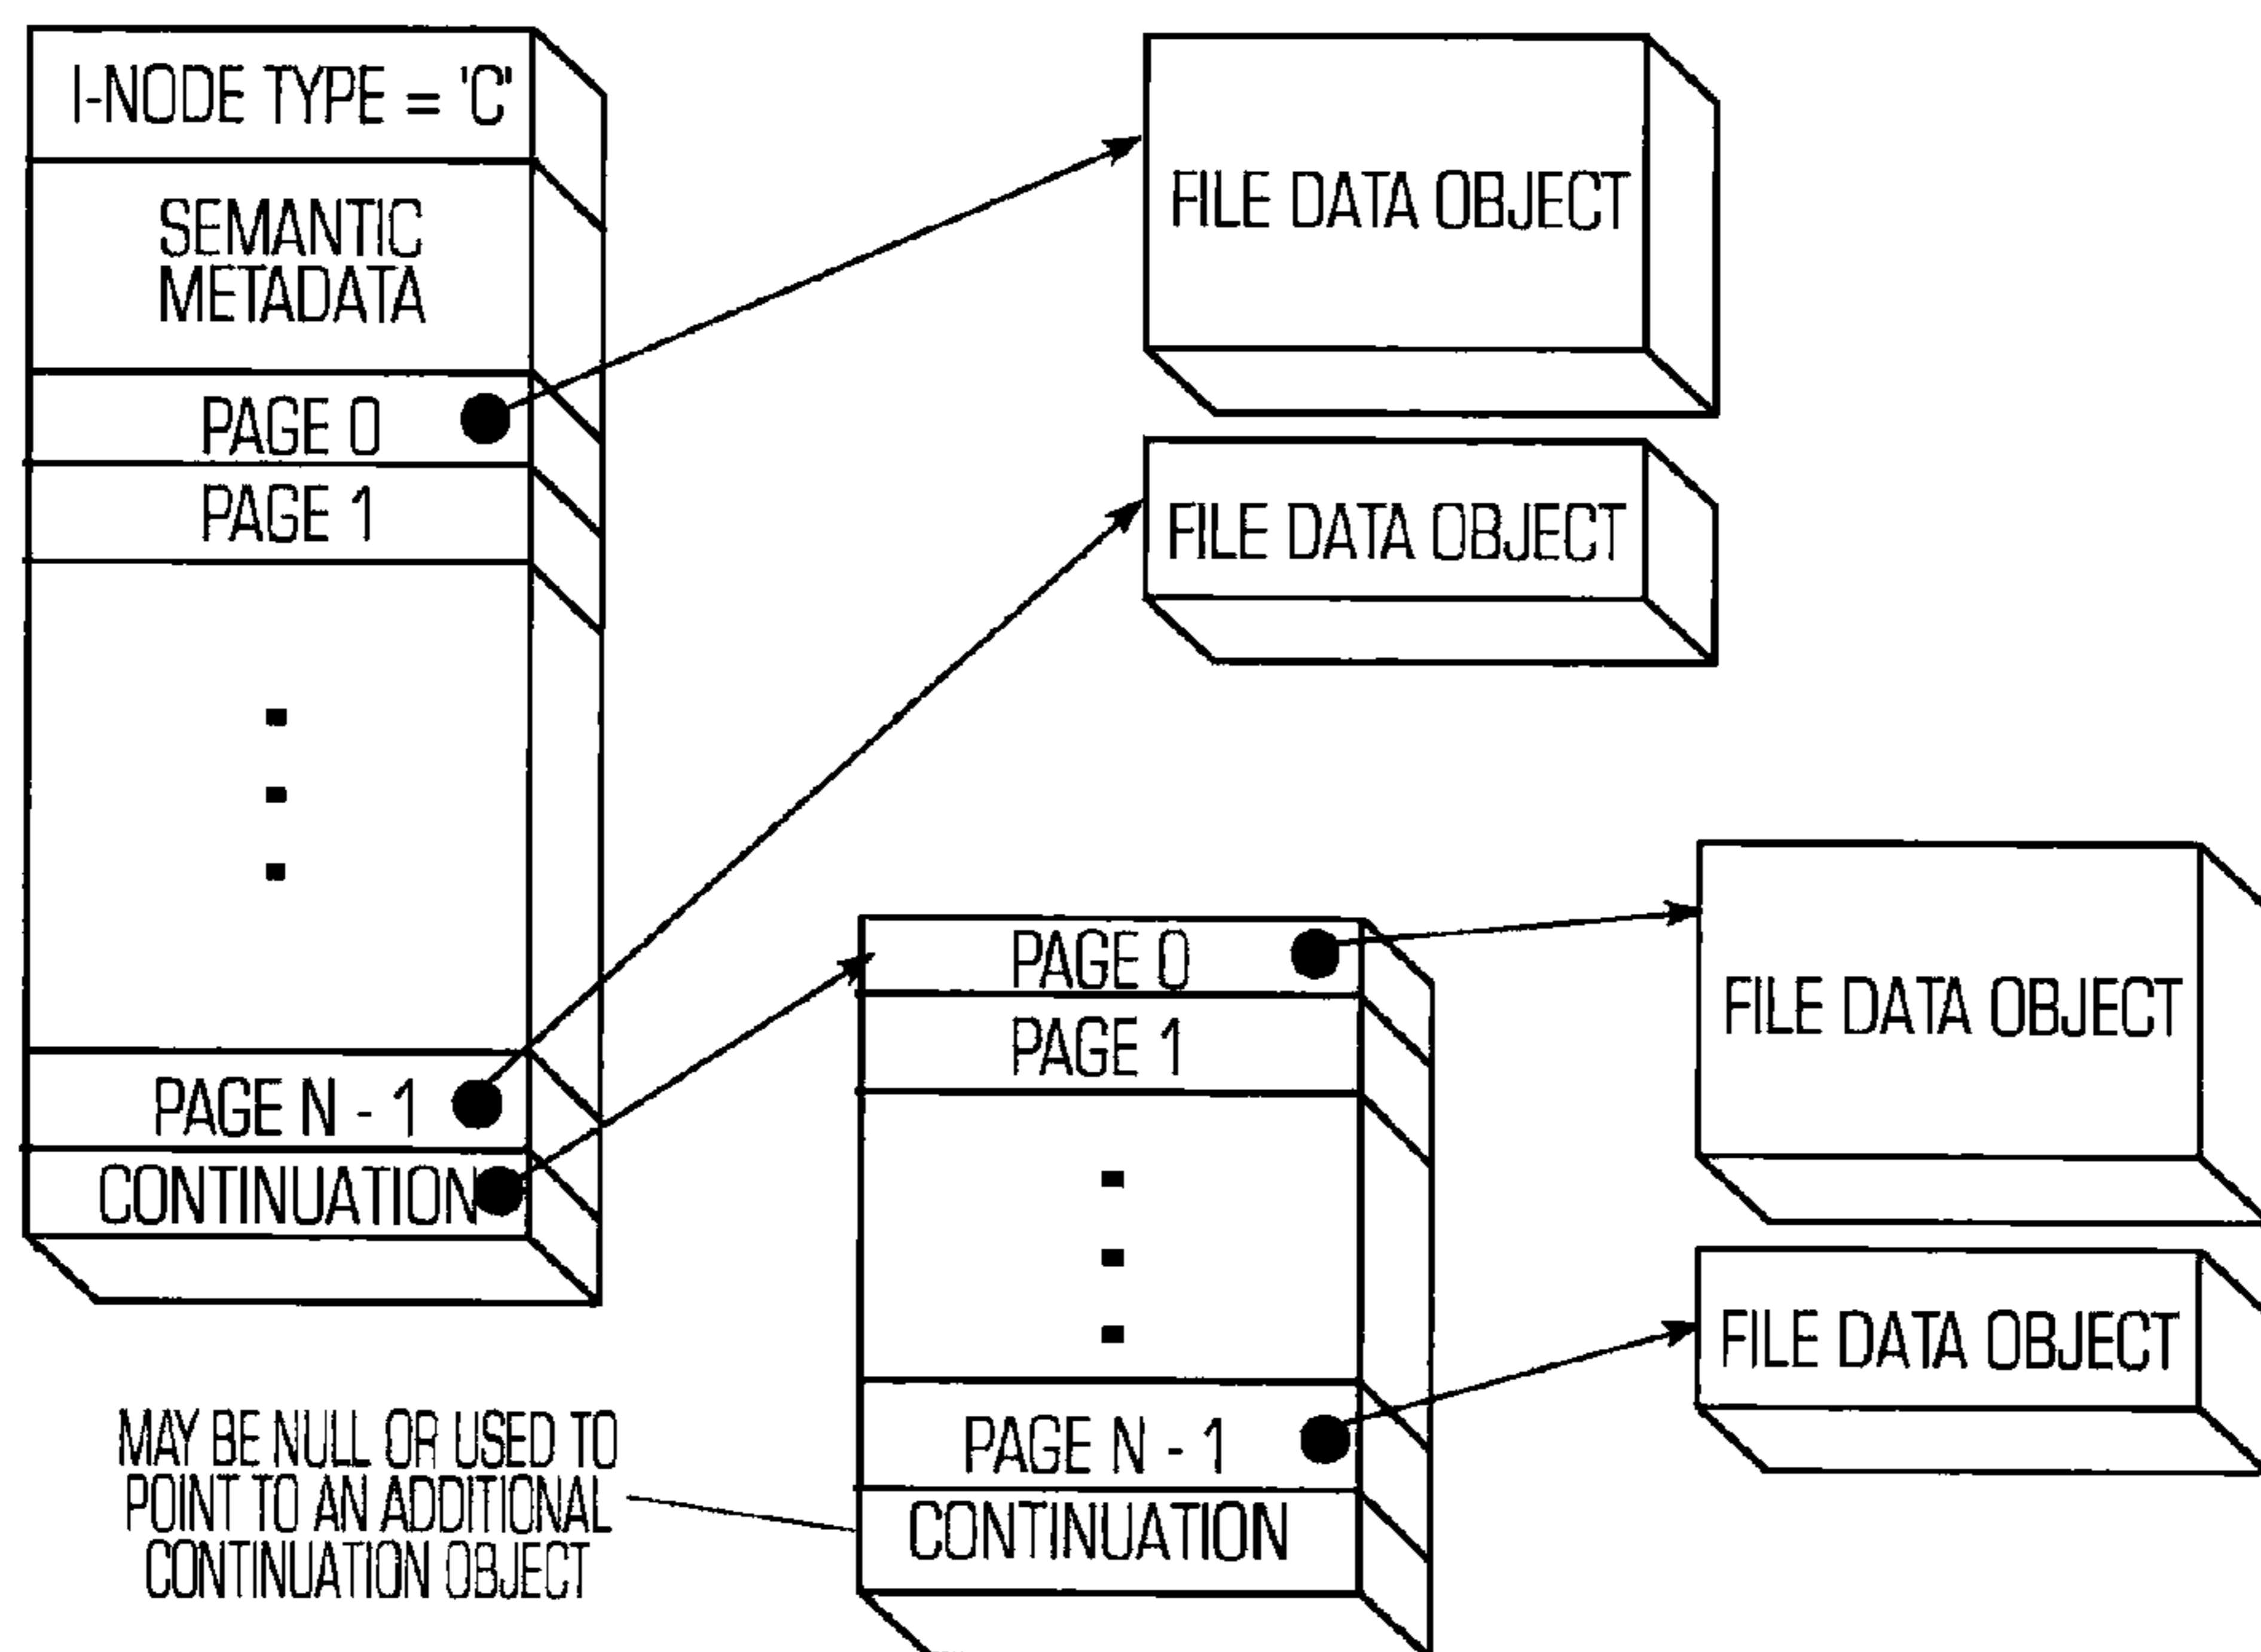 I-NODE TYPE = 'C'
SEMANTIC
METADATA
PAGE 0
PAGE 1
PAGE N - 1
CONTINUATION
FILE DATA OBJECT
FILE DATA OBJECT
PAGE 0
PAGE 1
PAGE N - 1
CONTINUATION
FILE DATA OBJECT
FILE DATA OBJECT
MAY BE NULL OR USED TO
POINT TO AN ADDITIONAL
CONTINUATION OBJECT